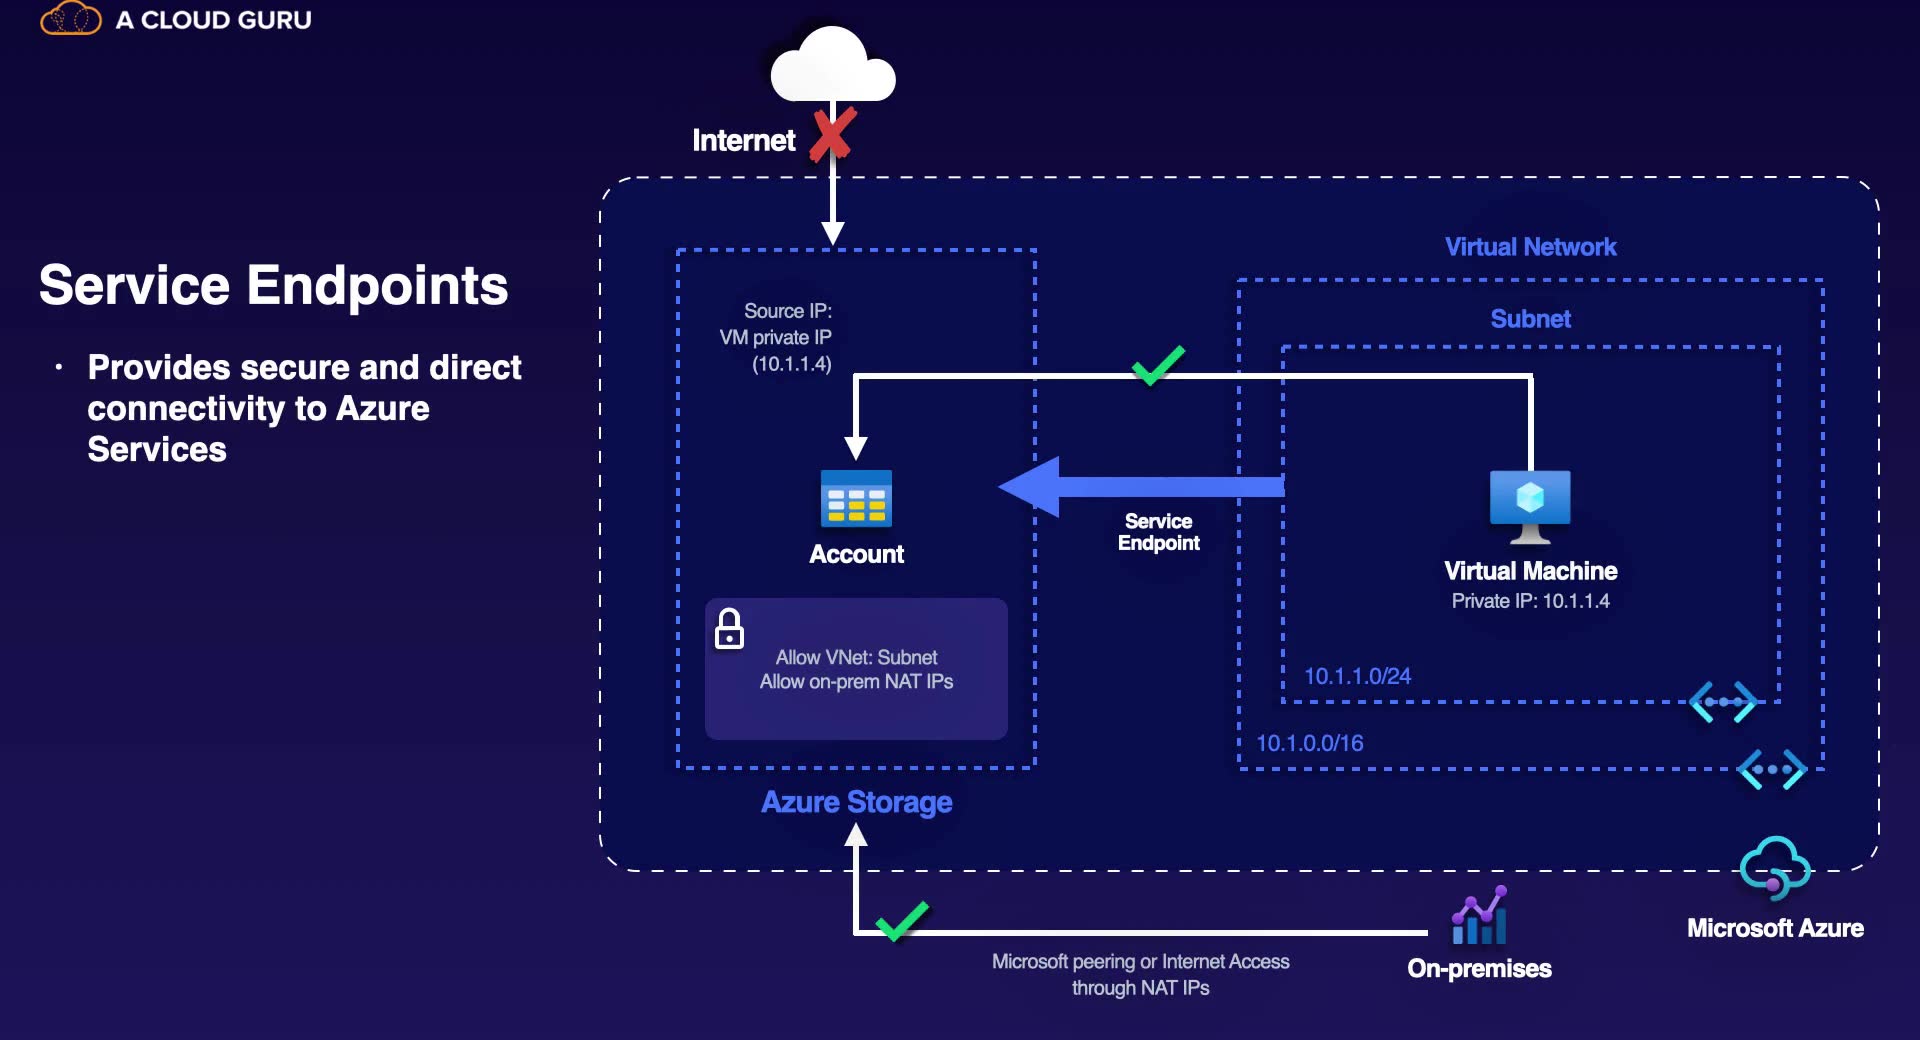 A CLOUD GURU
Internet
Service Endpoints
· Provides secure and direct
connectivity to Azure
Services
Source IP:
VM private IP
(10.1.1.4)
Account
Allow VNet: Subnet
Allow on-prem NAT IPs
Azure Storage
Service
Endpoint
Virtual Network
Subnet
Virtual Machine
Private IP: 10.1.1.4
10.1.1.0/24
10.1.0.0/16
Microsoft Azure
On-premises
Microsoft peering or Internet Access
through NAT IPs